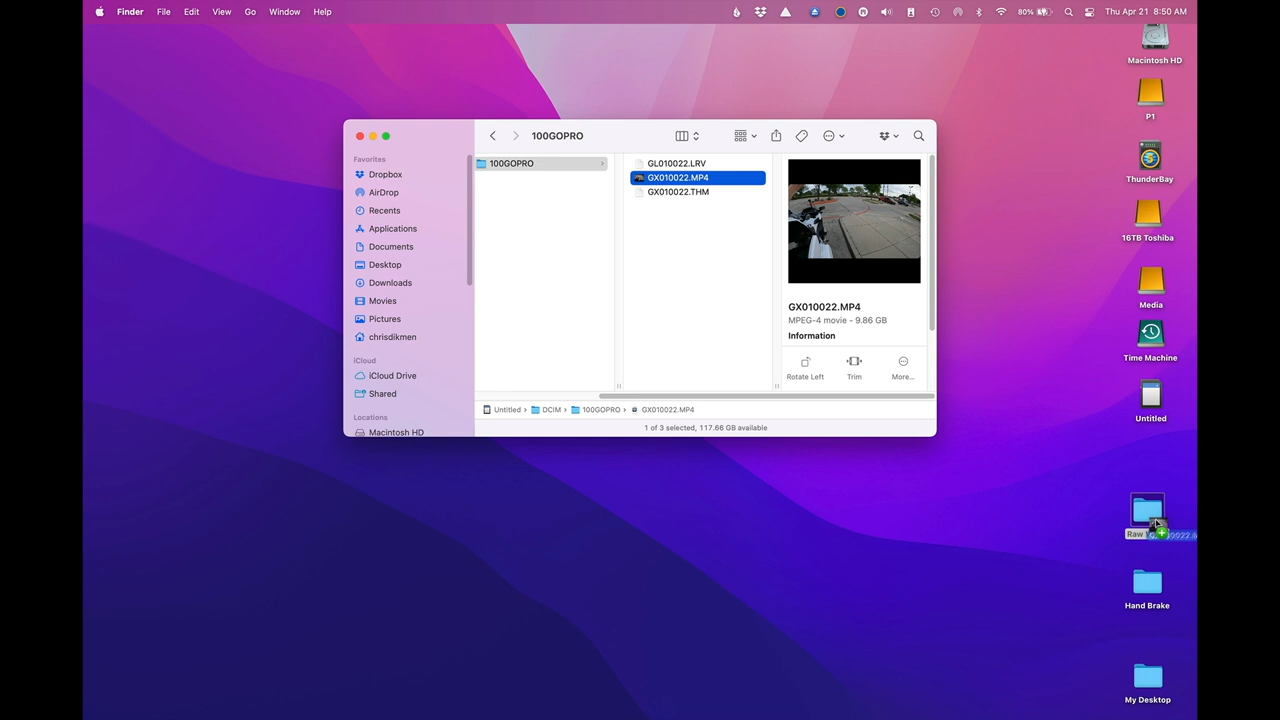 Finder File Edit View Go Window Help 80% Thu Apr 21 8:50 AM
Macintosh HD
P1
ThunderBay
16TB Toshiba
Media
Time Machine
Untitled
Raw
Hand Brake
My Desktop
100GOPRO
Favorites
Dropbox
AirDrop
Recents
Applications
Documents
Desktop
Downloads
Movies
Pictures
chrisdikmen
iCloud
iCloud Drive
Shared
Locations
Macintosh HD
100GOPRO
GL010022.LRV
GX010022.MP4
GX010022.THM
GX010022.MP4
MPEG-4 movie - 9.86 GB
Information
Rotate Left Trim More...
Untitled › DCIM › 100GOPRO › GX010022.MP4
1 of 3 selected, 117.66 GB available